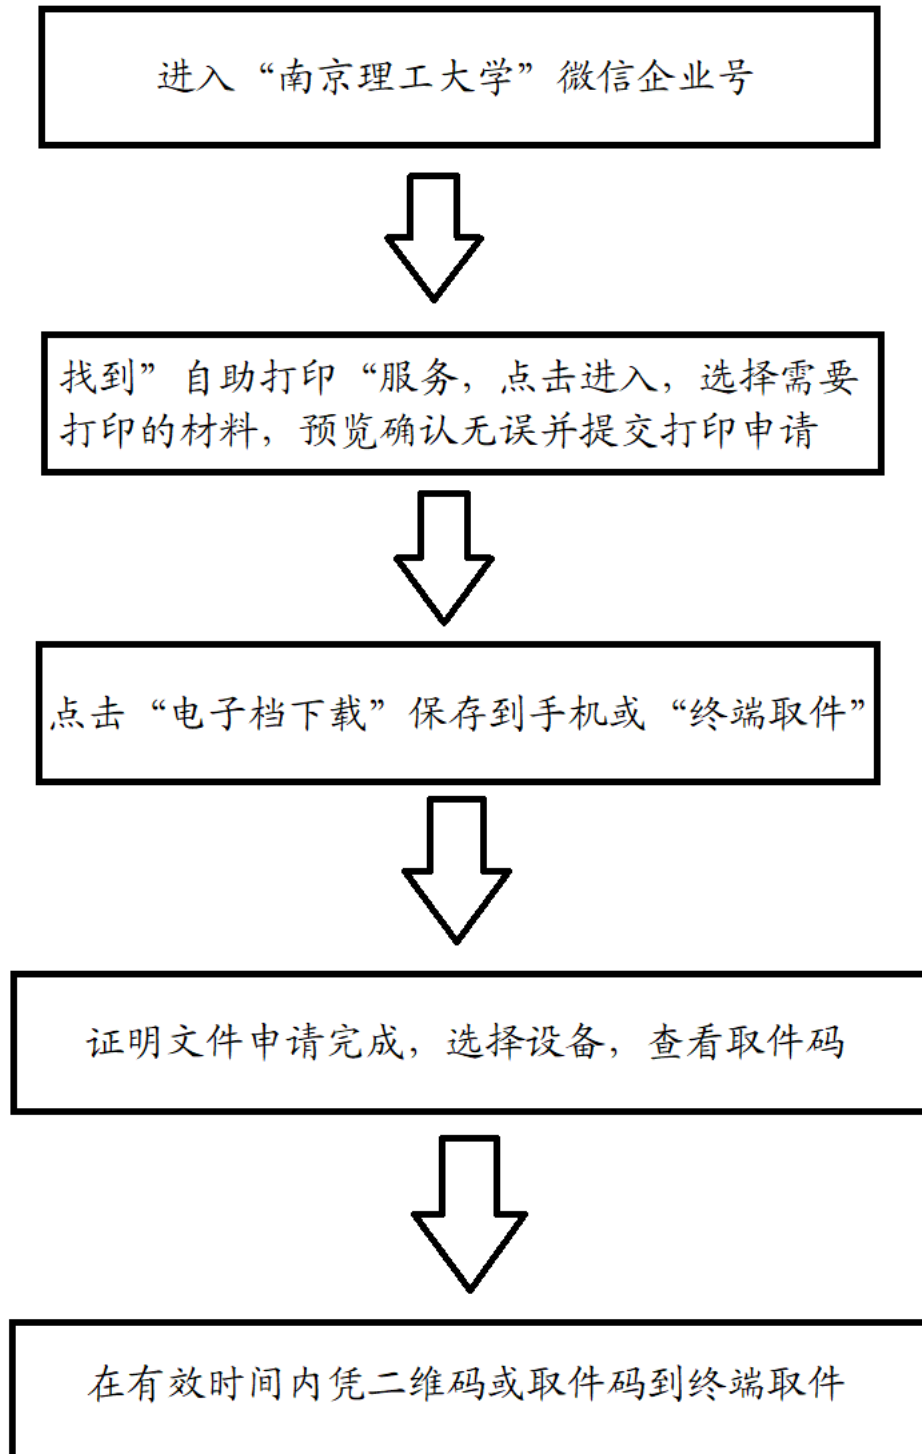 进入“南京理工大学”微信企业号
找到”自助打印“服务，点击进入，选择需要
打印的材料，预览确认无误并提交打印申请
点击“电子档下载”保存到手机或“终端取件”
证明文件申请完成，选择设备，查看取件码
在有效时间内凭二维码或取件码到终端取件